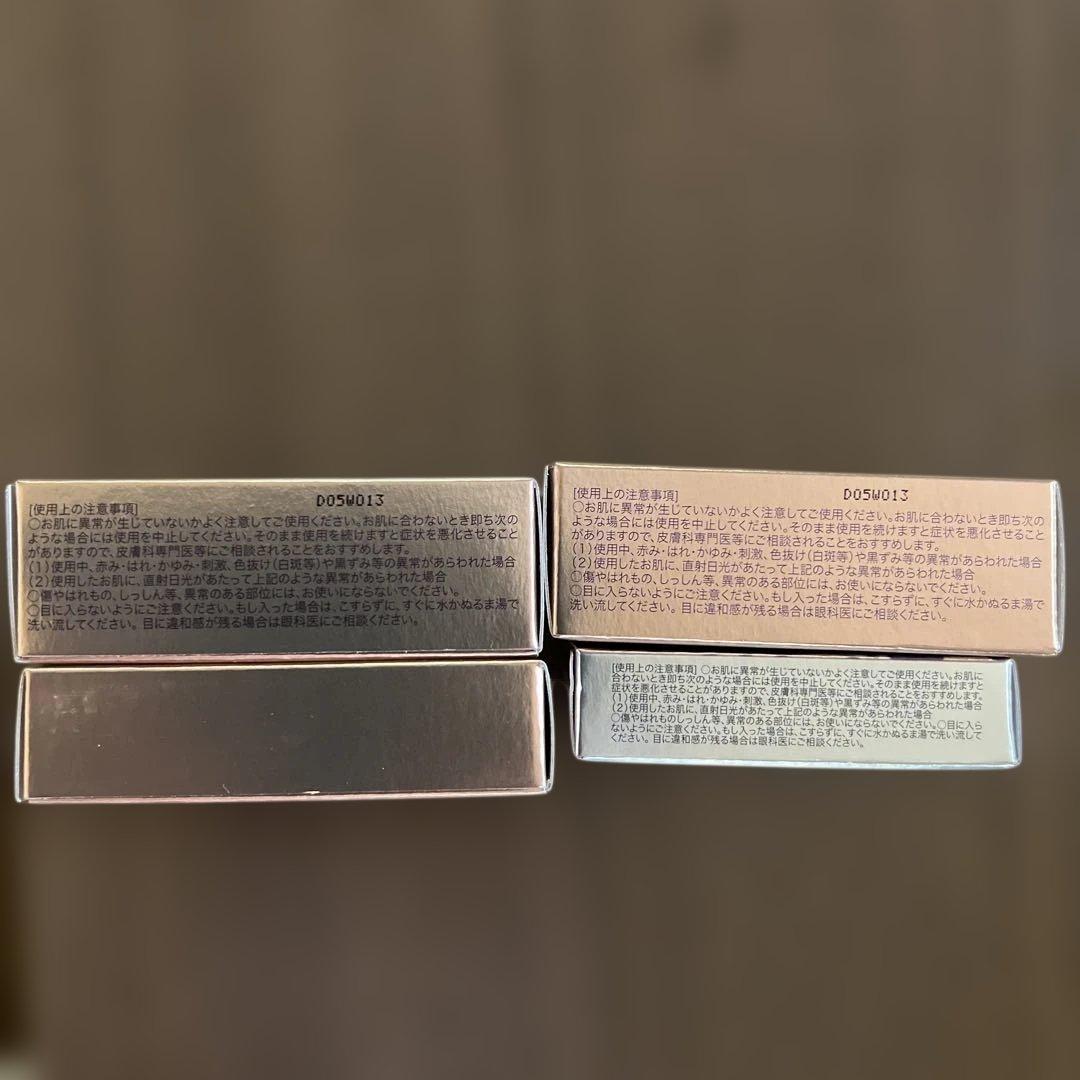 [使用上の注意事項] D05W013
○お肌に異常が生じていないかよく注意してご使用ください。お肌に合わないとき即ち次の
ような場合には使用を中止してください。そのまま使用を続けますと症状を悪化させること
がありますので、皮膚科専門医等にご相談されることをおすすめします。
(1)使用中、赤み・はれ・かゆみ・刺激、色抜け(白斑等)や黒ずみ等の異常があらわれた場合
(2)使用したお肌に、直射日光があたって上記のような異常があらわれた場合
○傷やはれもの、しっしん等、異常のある部位には、お使いにならないでください。
○目に入らないようにご注意ください。もし入った場合は、こすらずに、すぐに水かぬるま湯で
洗い流してください。 目に違和感が残る場合は眼科医にご相談ください。
[使用上の注意事項] D05W013
○お肌に異常が生じていないかよく注意してご使用ください。お肌に合わないとき即ち次の
ような場合には使用を中止してください。そのまま使用を続けますと症状を悪化させること
がありますので、皮膚科専門医等にご相談されることをおすすめします。
(1)使用中、赤み・はれ・かゆみ・刺激、色抜け(白斑等)や黒ずみ等の異常があらわれた場合
(2)使用したお肌に、直射日光があたって上記のような異常があらわれた場合
○傷やはれもの、しっしん等、異常のある部位には、お使いにならないでください。
○目に入らないようにご注意ください。もし入った場合は、こすらずに、すぐに水かぬるま湯で
洗い流してください。 目に違和感が残る場合は眼科医にご相談ください。
[使用上の注意事項] ○お肌に異常が生じていないかよく注意してご使用ください。お肌に
合わないとき即ち次のような場合には使用を中止してください。そのまま使用を続けますと
症状を悪化させることがありますので、皮膚科専門医等にご相談されることをおすすめします。
(1)使用中、赤み・はれ・かゆみ・刺激、色抜け(白斑等)や黒ずみ等の異常があらわれた場合
(2)使用したお肌に、直射日光があたって上記のような異常があらわれた場合
○傷やはれものしっしん等、異常のある部位には、お使いにならないでください。○目に入ら
ないようにご注意ください。もし入った場合は、こすらずに、すぐに水かぬるま湯で洗い流して
ください。 目に違和感が残る場合は眼科医にご相談ください。